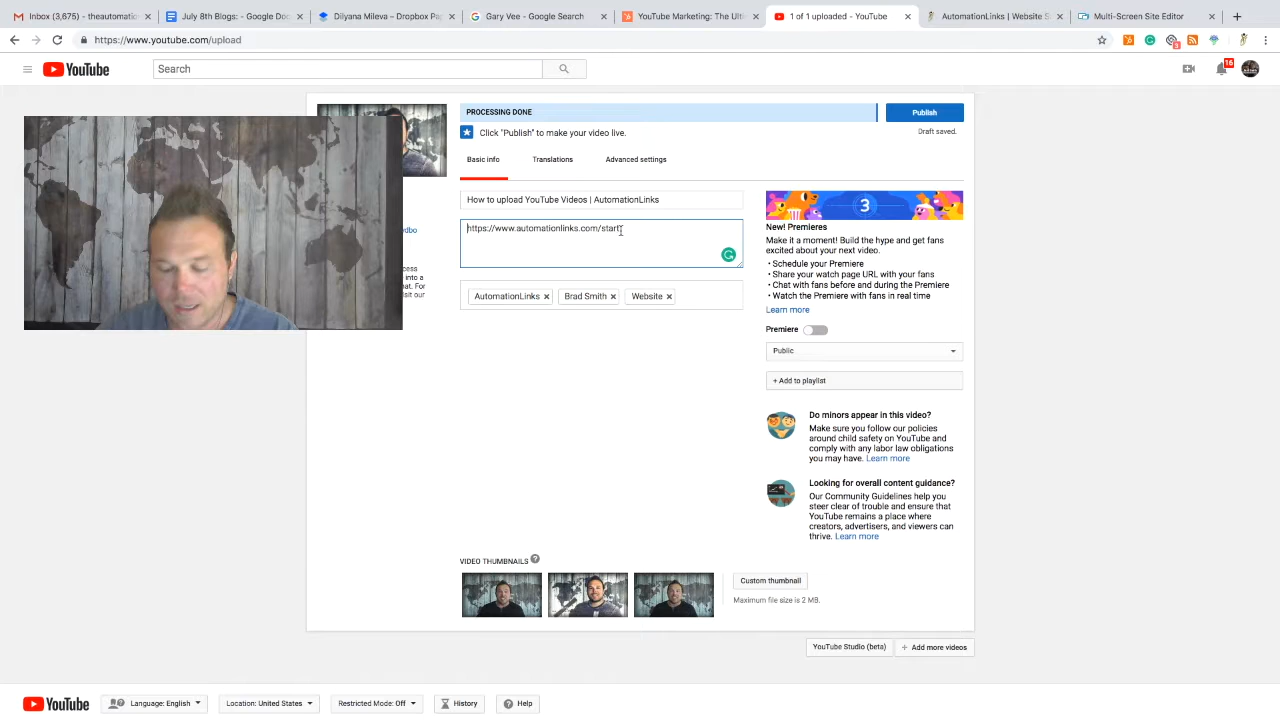 Inbox (3,675) - theautomation
July 8th Blogs: - Google Doc
Dilyana Mileva – Dropbox Pap
Gary Vee - Google Search
YouTube Marketing: The Ulti
1 of 1 uploaded - YouTube
AutomationLinks | Website S
Multi-Screen Site Editor
https://www.youtube.com/upload
YouTube
Search
16
PROCESSING DONE
Publish
Click "Publish" to make your video live.
Draft saved.
Basic info
Translations
Advanced settings
How to upload YouTube Videos | AutomationLinks
https://www.automationlinks.com/start
AutomationLinks
Brad Smith
Website
3
New! Premieres
Make it a moment! Build the hype and get fans
excited about your next video.
• Schedule your Premiere
• Share your watch page URL with your fans
• Chat with fans before and during the Premiere
• Watch the Premiere with fans in real time
Learn more
Premiere
Public
+ Add to playlist
Do minors appear in this video?
Make sure you follow our policies
around child safety on YouTube and
comply with any labor law obligations
you may have. Learn more
Looking for overall content guidance?
Our Community Guidelines help you
steer clear of trouble and ensure that
YouTube remains a place where
creators, advertisers, and viewers can
thrive. Learn more
VIDEO THUMBNAILS
Custom thumbnail
Maximum file size is 2 MB.
YouTube Studio (beta)
+ Add more videos
YouTube
Language: English
Location: United States
Restricted Mode: Off
History
Help